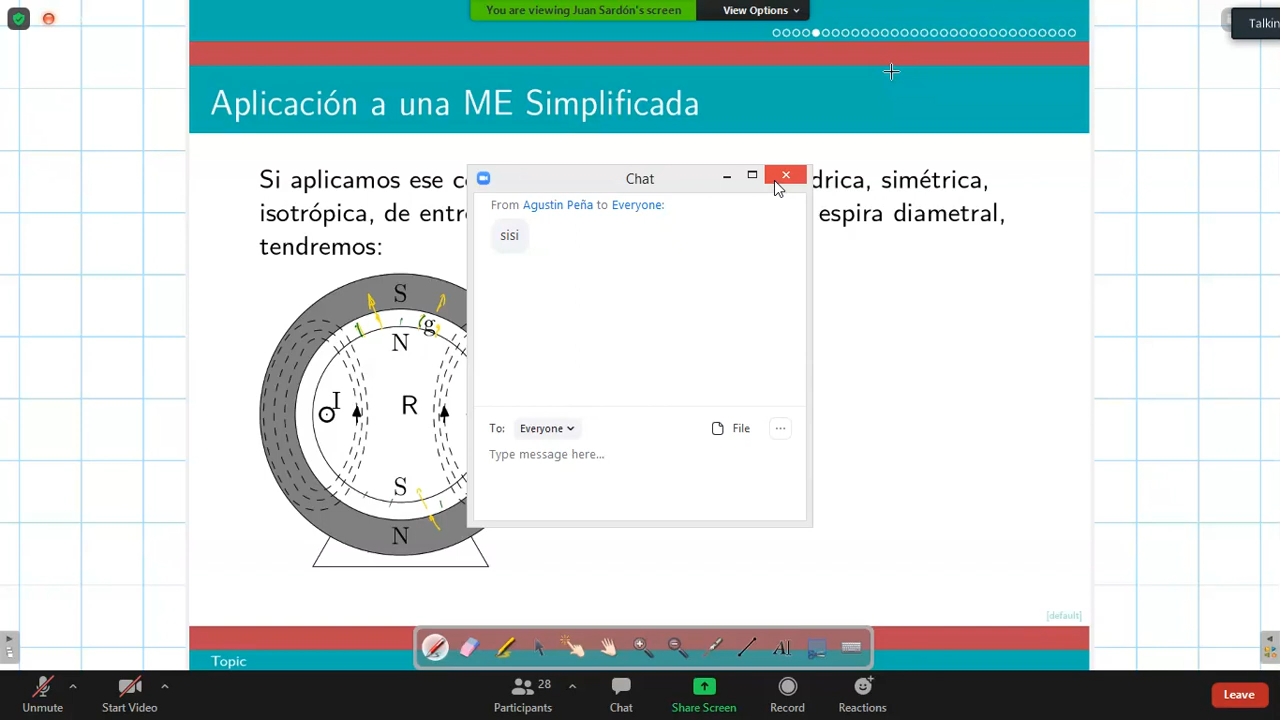 You are viewing Juan Sardón's screen
View Options
Talkin
Aplicación a una ME Simplificada
Si aplicamos ese c drica, simétrica,
isotrópica, de entre espira diametral,
tendremos:
Chat
From Agustin Peña to Everyone:
sisi
To: Everyone
File
Type message here...
S
g
N
I
R
S
N
[default]
Topic
AI
Unmute
Start Video
28
Participants
Chat
Share Screen
Record
Reactions
Leave